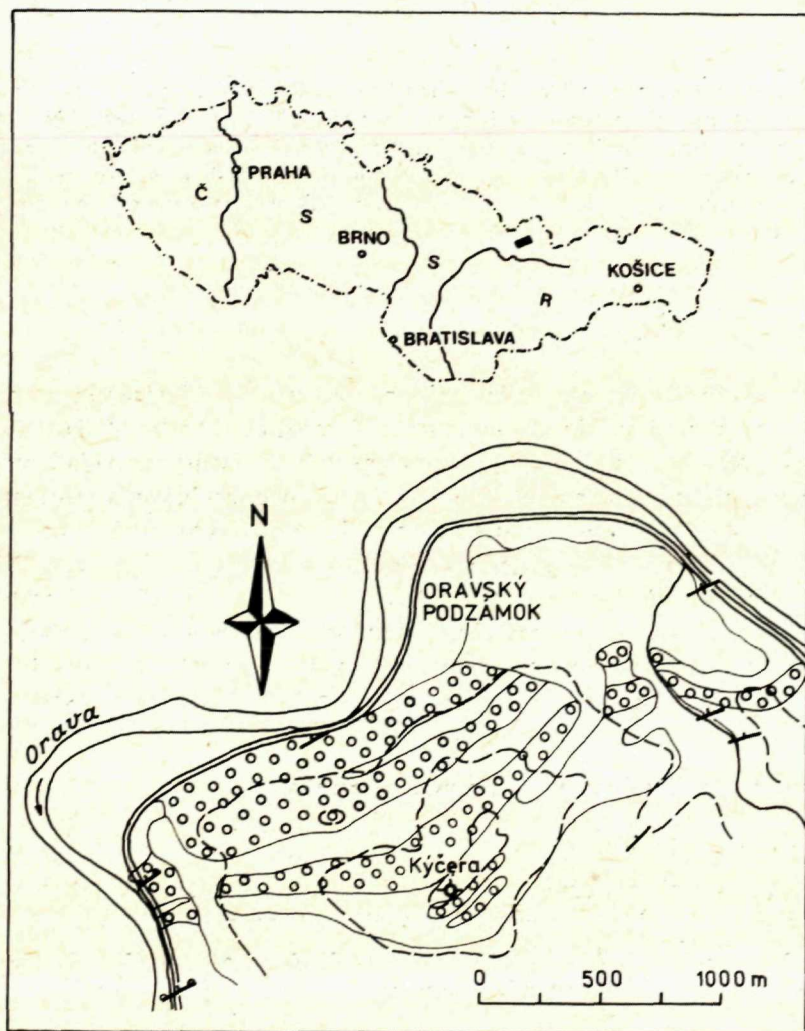 PRAHA
Č
S
BRNO
S
KOŠICE
R
BRATISLAVA
N
ORAVSKÝ
PODZÁMOK
Orava
Kýčera
0 500 1000 m